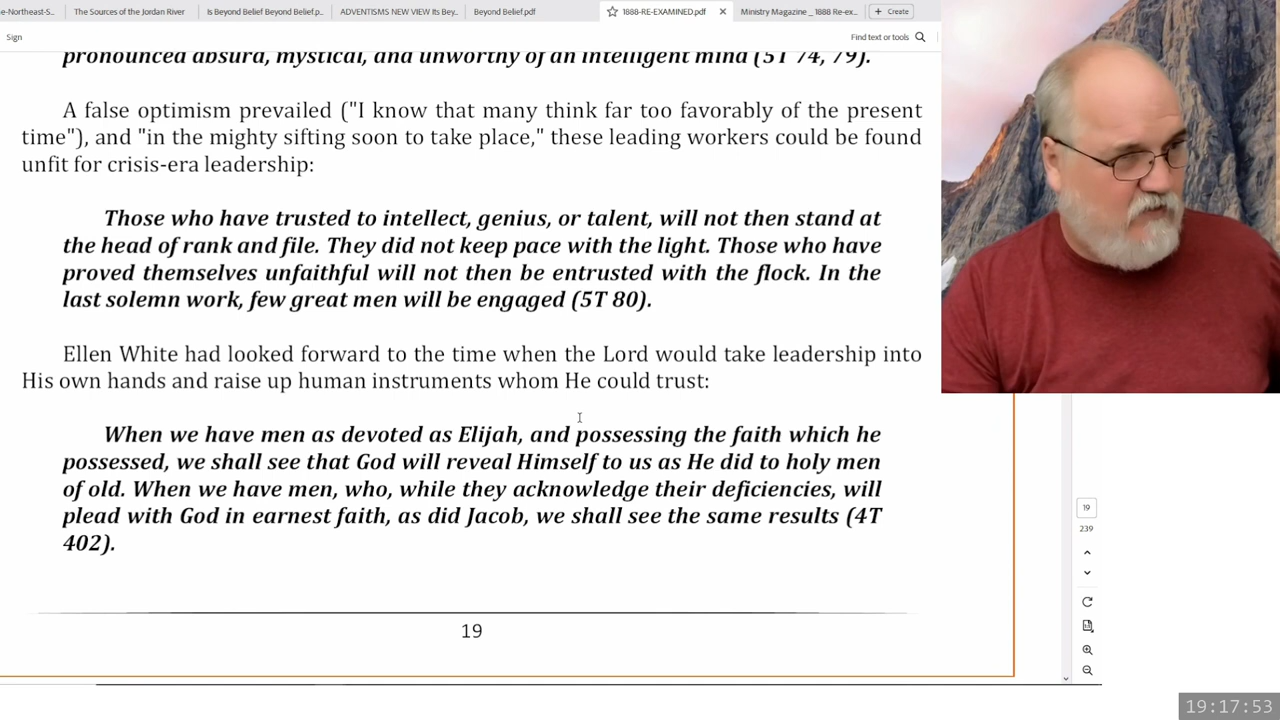 e-Northeast-S...
The Sources of the Jordan River
Is Beyond Belief Beyond Belief.p...
ADVENTISMS NEW VIEW Its Bey...
Beyond Belief.pdf
1888-RE-EXAMINED.pdf
Ministry Magazine _ 1888 Re-ex...
+ Create
Sign
Find text or tools
pronounced absurd, mystical, and unworthy of an intelligent mind (5T 74, 79).
A false optimism prevailed ("I know that many think far too favorably of the present
time"), and "in the mighty sifting soon to take place," these leading workers could be found
unfit for crisis-era leadership:
Those who have trusted to intellect, genius, or talent, will not then stand at
the head of rank and file. They did not keep pace with the light. Those who have
proved themselves unfaithful will not then be entrusted with the flock. In the
last solemn work, few great men will be engaged (5T 80).
Ellen White had looked forward to the time when the Lord would take leadership into
His own hands and raise up human instruments whom He could trust:
When we have men as devoted as Elijah, and possessing the faith which he
possessed, we shall see that God will reveal Himself to us as He did to holy men
of old. When we have men, who, while they acknowledge their deficiencies, will
plead with God in earnest faith, as did Jacob, we shall see the same results (4T
402).
19
19
239
19:17:53